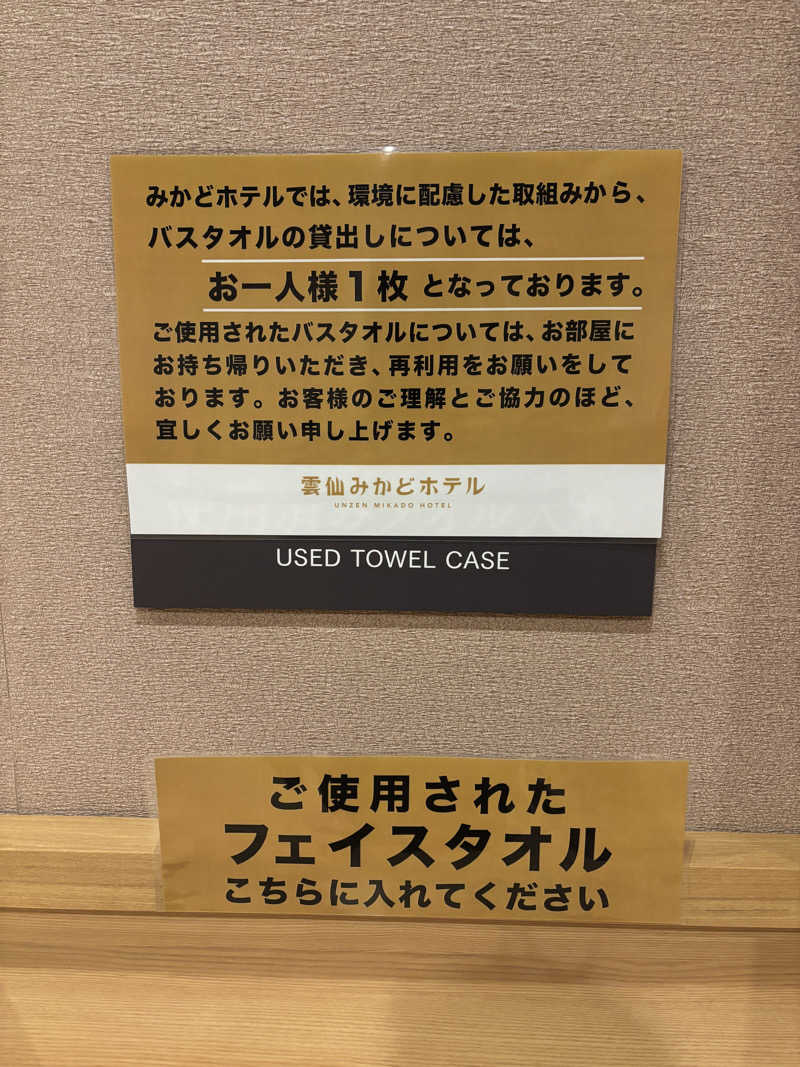 みかどホテルでは、環境に配慮した取組みから、
バスタオルの貸出しについては、
お一人様1枚 となっております。
ご使用されたバスタオルについては、お部屋に
お持ち帰りいただき、再利用をお願いをして
おります。お客様のご理解とご協力のほど、
宜しくお願い申し上げます。
雲仙みかどホテル
UNZEN MIKADO HOTEL
USED TOWEL CASE
ご使用された
フェイスタオル
こちらに入れてください